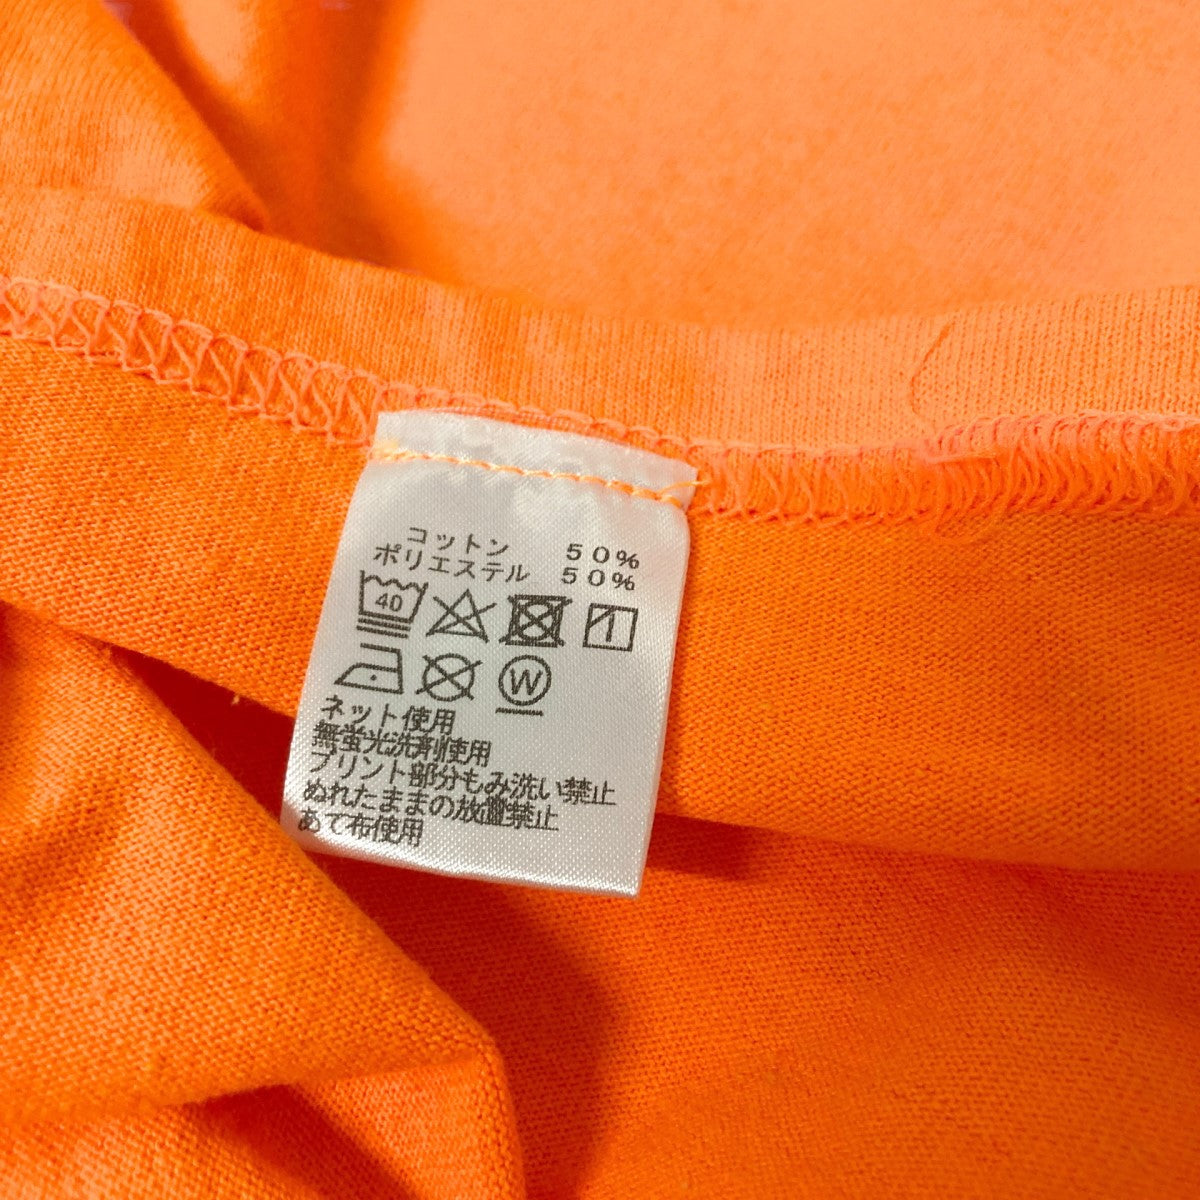 コットン 50%
ポリエステル 50%
40
W
ネット使用
無蛍光洗剤使用
プリント部分もみ洗い禁止
ぬれたままの放置禁止
あて布使用